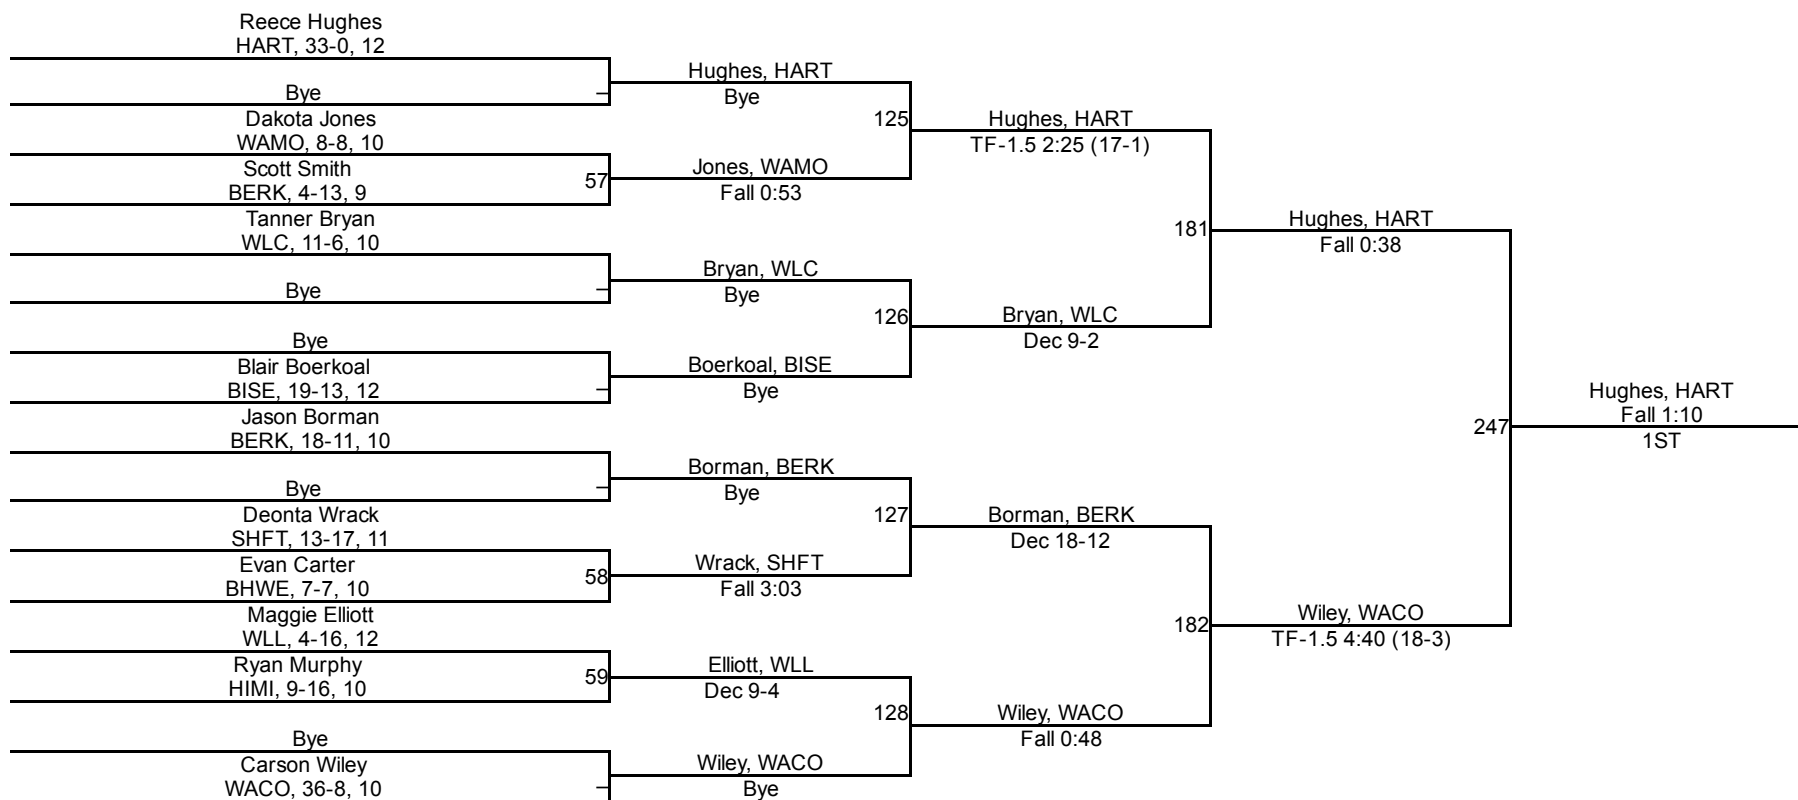 Reece Hughes
HART, 33-0, 12
Bye
Dakota Jones
WAMO, 8-8, 10
Scott Smith
BERK, 4-13, 9
57
Tanner Bryan
WLC, 11-6, 10
Bye
Bye
Blair Boerkoal
BISE, 19-13, 12
Jason Borman
BERK, 18-11, 10
Bye
Deonta Wrack
SHFT, 13-17, 11
Evan Carter
BHWE, 7-7, 10
58
Maggie Elliott
WLL, 4-16, 12
Ryan Murphy
HIMI, 9-16, 10
59
Bye
Carson Wiley
WACO, 36-8, 10
Hughes, HART
Bye
125
Jones, WAMO
Fall 0:53
Bryan, WLC
Bye
126
Boerkoal, BISE
Bye
Borman, BERK
Bye
127
Wrack, SHFT
Fall 3:03
Elliott, WLL
Dec 9-4
128
Wiley, WACO
Bye
Hughes, HART
TF-1.5 2:25 (17-1)
181
Bryan, WLC
Dec 9-2
Borman, BERK
Dec 18-12
182
Wiley, WACO
Fall 0:48
Hughes, HART
Fall 0:38
247
Wiley, WACO
TF-1.5 4:40 (18-3)
Hughes, HART
Fall 1:10
1ST